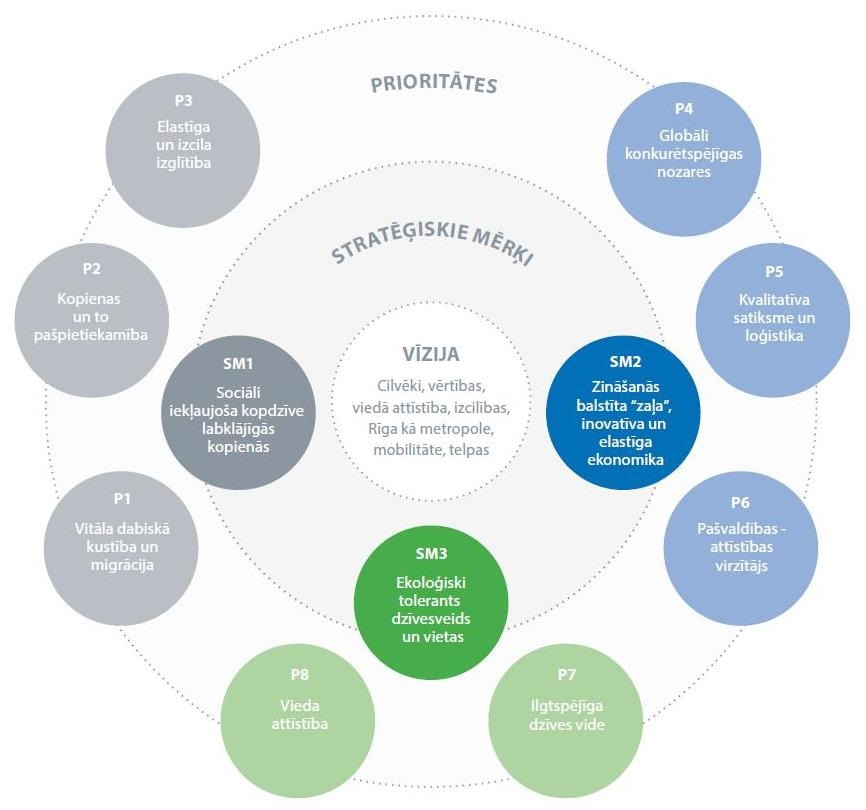 PRIORITĀTES
P3
Elastīga
un izcila
izglītība
P4
Globāli
konkurētspējīgas
nozares
STRATĒĢISKIE MĒRĶI
P2
Kopienas
un to
pašpietiekamība
P5
Kvalitatīva
satiksme un
loģistika
SM1
Sociāli
iekļaujoša kopdzīve
labklājīgās
kopienās
VĪZIJA
Cilvēki, vērtības,
viedā attīstība, izcilības,
Rīga kā metropole,
mobilitāte, telpas
SM2
Zināšanās
balstīta “zaļa”,
inovatīva un
elastīga
ekonomika
P1
Vitāla dabiskā
kustība un
migrācija
P6
Pašvaldības -
attīstības
virzītājs
SM3
Ekoloģiski
tolerants
dzīvesveids
un vietas
P8
Vieda
attīstība
P7
Ilgtspējīga
dzīves vide